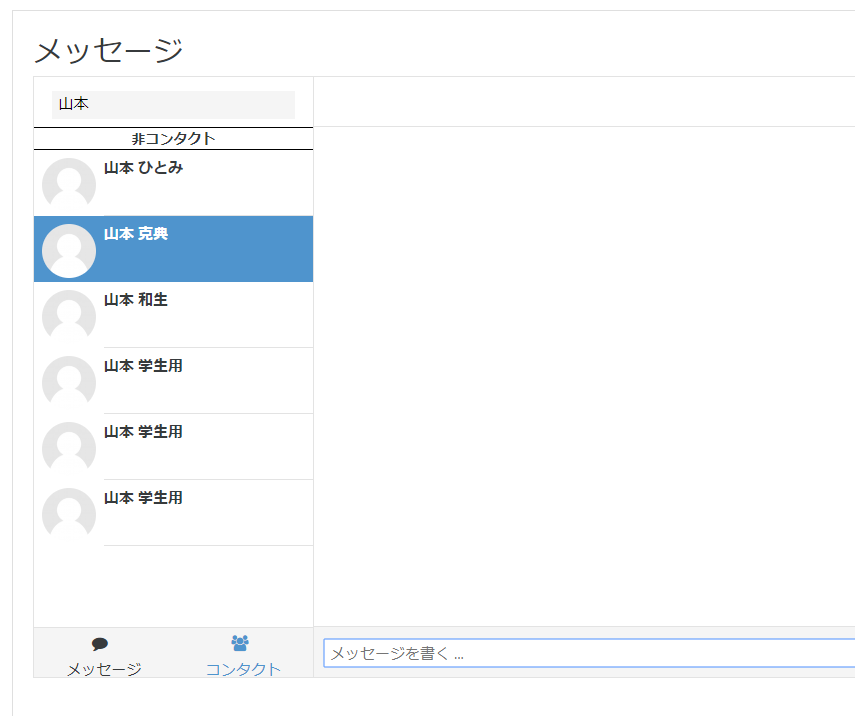 メッセージ
山本
非コンタクト
山本 ひとみ
山本 克典
山本 和生
山本 学生用
山本 学生用
山本 学生用
メッセージ
コンタクト
メッセージを書く ...